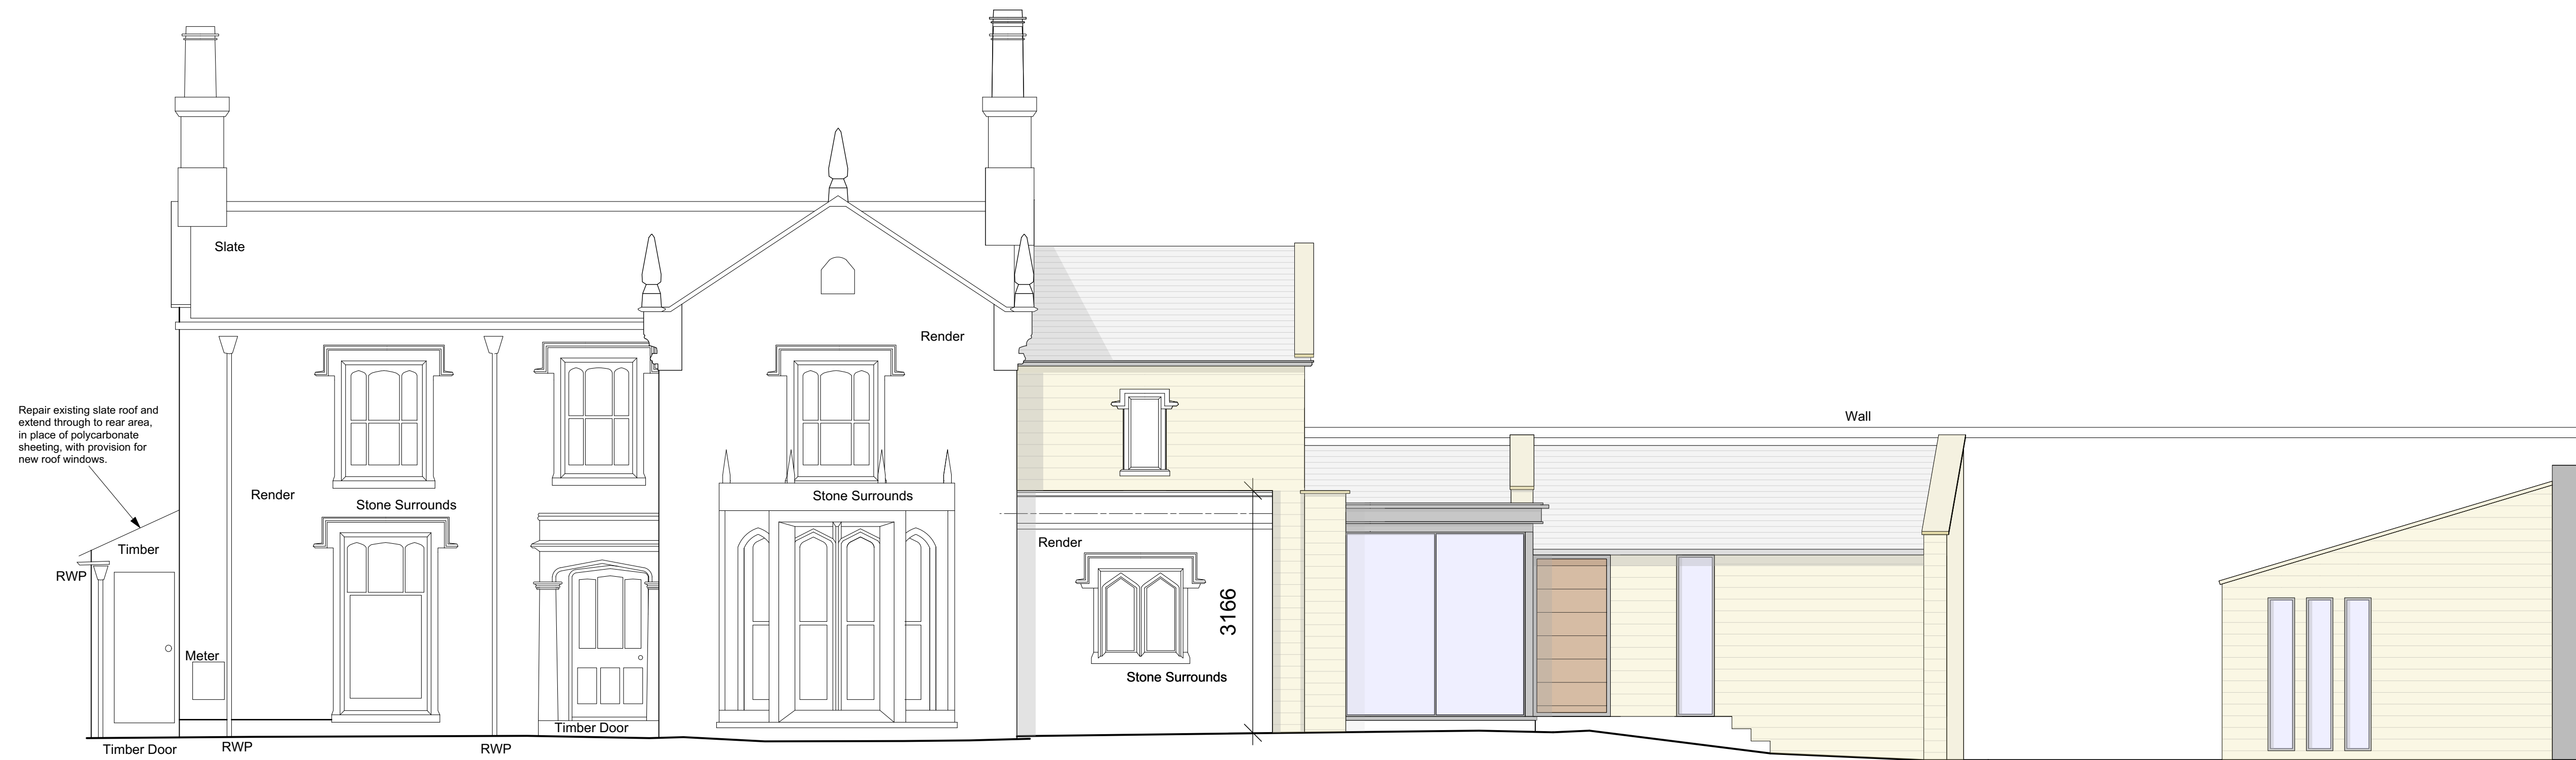 Slate
Render
Repair existing slate roof and
extend through to rear area,
in place of polycarbonate
sheeting, with provision for
new roof windows.
Wall
Render
Stone Surrounds
Stone Surrounds
Timber
RWP
Render
3166
Meter
Stone Surrounds
Timber Door
Timber Door
RWP
RWP